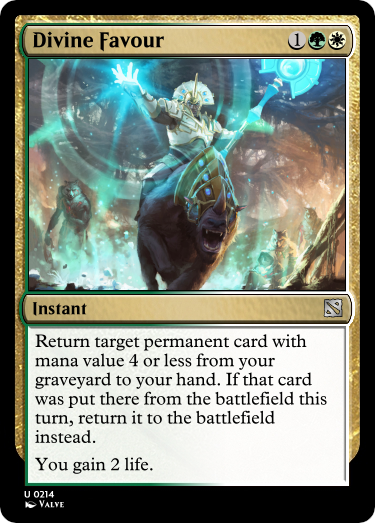 Divine Favour 1
Instant
Return target permanent card with
mana value 4 or less from your
graveyard to your hand. If that card
was put there from the battlefield this
turn, return it to the battlefield
instead.
You gain 2 life.
U 0214
Valve